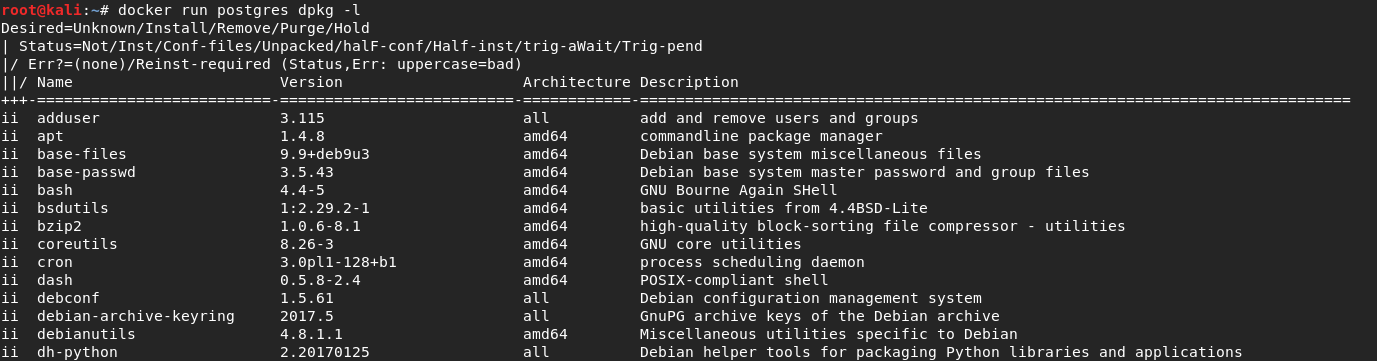 root@kali:~# docker run postgres dpkg -l
Desired=Unknown/Install/Remove/Purge/Hold
| Status=Not/Inst/Conf-files/Unpacked/halF-conf/Half-inst/trig-aWait/Trig-pend
|/ Err?=(none)/Reinst-required (Status,Err: uppercase=bad)
||/ Name                      Version                    Architecture Description
+++-==========================-==========================-============-===============================================================================
ii  adduser                    3.115                      all          add and remove users and groups
ii  apt                        1.4.8                      amd64        commandline package manager
ii  base-files                 9.9+deb9u3                 amd64        Debian base system miscellaneous files
ii  base-passwd                3.5.43                     amd64        Debian base system master password and group files
ii  bash                       4.4-5                      amd64        GNU Bourne Again SHell
ii  bsdutils                   1:2.29.2-1                 amd64        basic utilities from 4.4BSD-Lite
ii  bzip2                      1.0.6-8.1                  amd64        high-quality block-sorting file compressor - utilities
ii  coreutils                  8.26-3                     amd64        GNU core utilities
ii  cron                       3.0pl1-128+b1              amd64        process scheduling daemon
ii  dash                       0.5.8-2.4                  amd64        POSIX-compliant shell
ii  debconf                    1.5.61                     all          Debian configuration management system
ii  debian-archive-keyring     2017.5                     all          GnuPG archive keys of the Debian archive
ii  debianutils                4.8.1.1                    amd64        Miscellaneous utilities specific to Debian
ii  dh-python                  2.20170125                 all          Debian helper tools for packaging Python libraries and applications